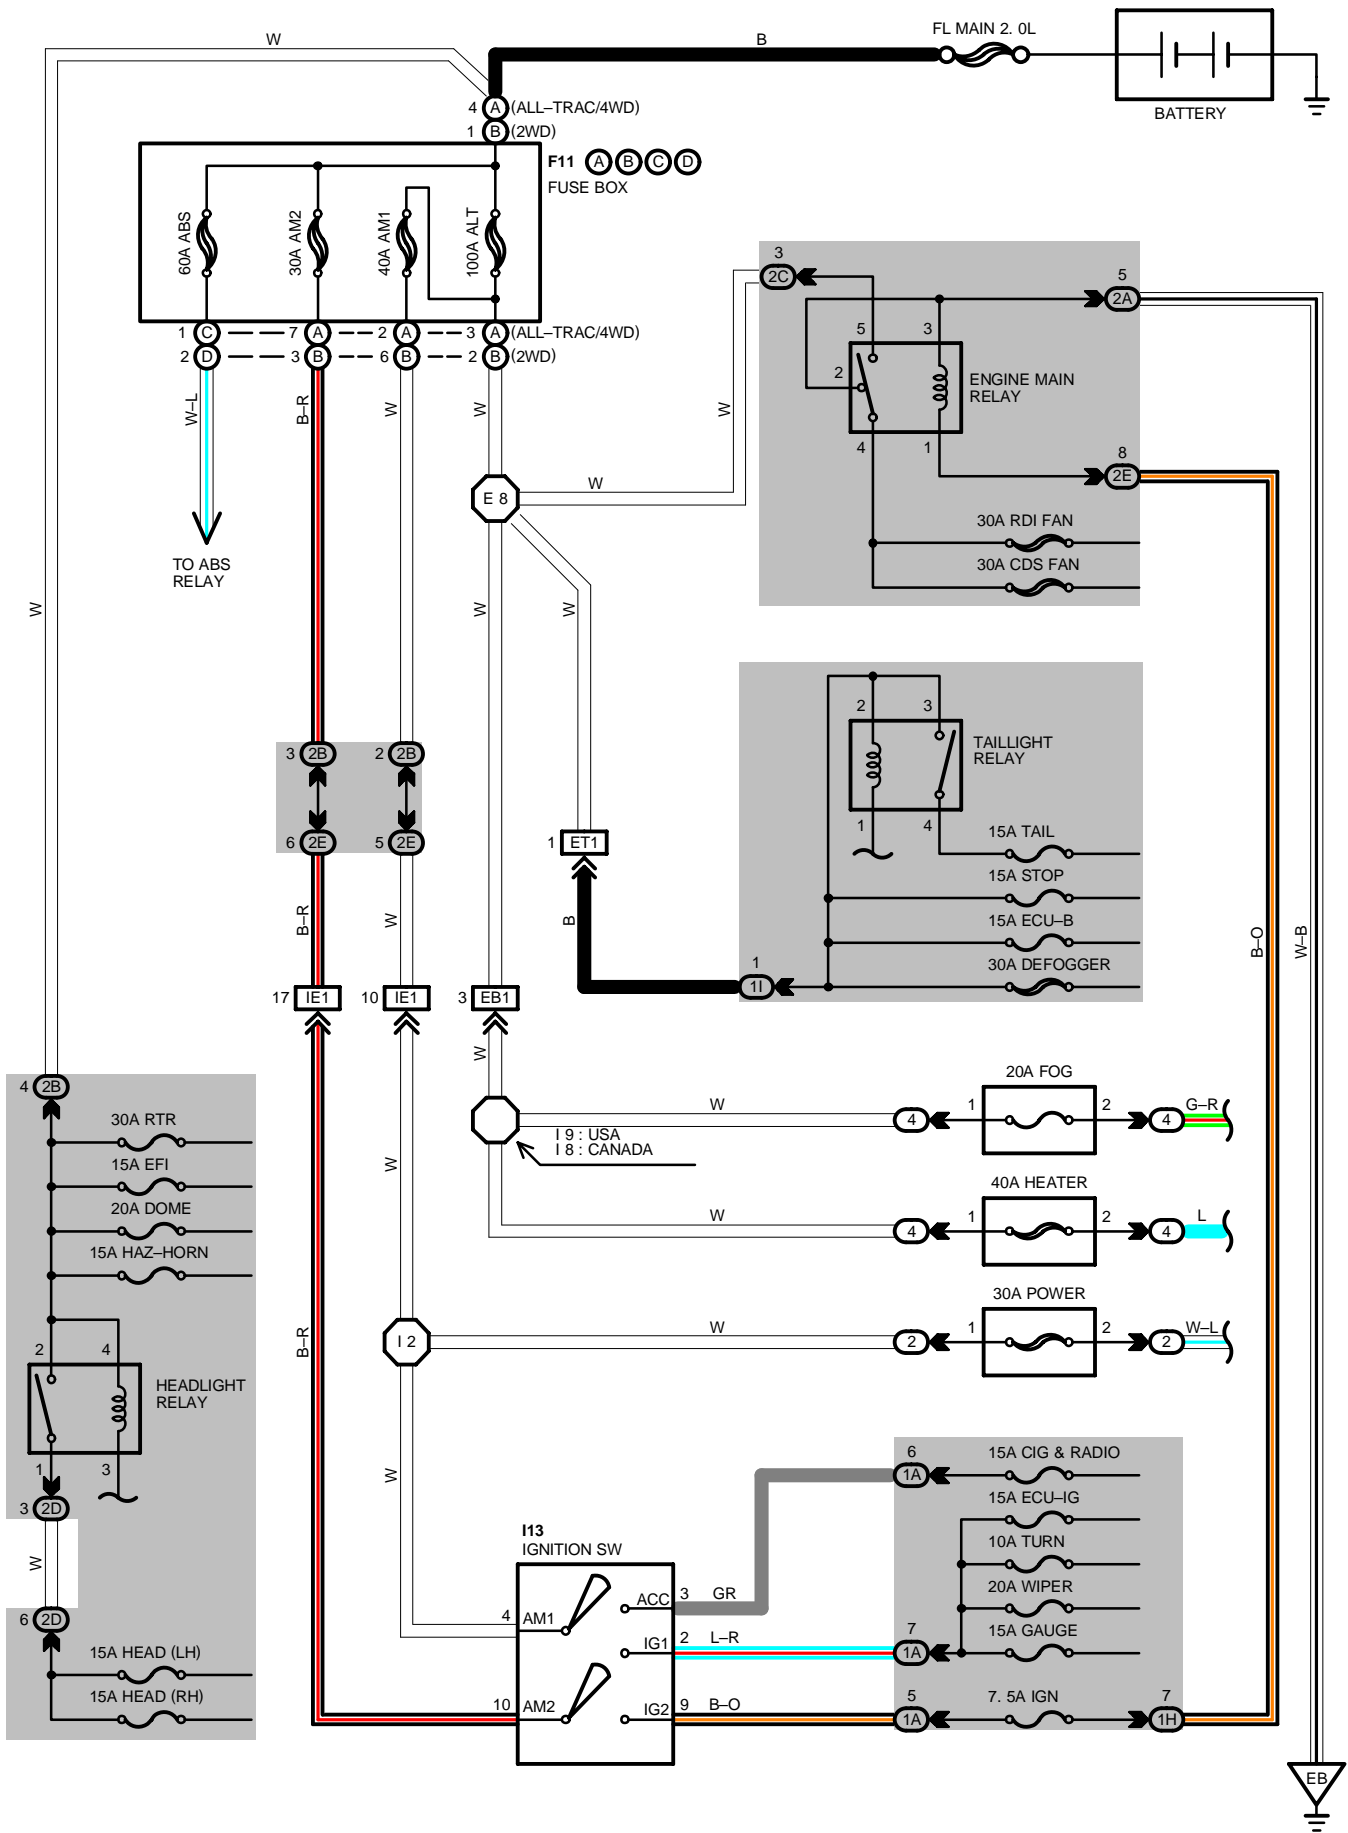 W
B
FL MAIN 2. 0L
BATTERY
4 A (ALL–TRAC/4WD)
1 B (2WD)
F11 A B C D
FUSE BOX
60A ABS
30A AM2
40A AM1
100A ALT
1 C 7 A 2 A 3 A (ALL–TRAC/4WD)
2 D 3 B 6 B 2 B (2WD)
W–L
B–R
W
W
TO ABS
RELAY
W
E 8
W
W
W
W
3
2C
5
2A
5 3
2
4 1
ENGINE MAIN
RELAY
8
2E
30A RDI FAN
30A CDS FAN
2 3
1 4
TAILLIGHT
RELAY
15A TAIL
15A STOP
15A ECU–B
30A DEFOGGER
1
1I
3 2B 2 2B
6 2E 5 2E
1 ET1
B
B–R
W
B–O
W–B
17 IE1 10 IE1 3 EB1
W
4 2B
30A RTR
15A EFI
20A DOME
15A HAZ–HORN
2 4
HEADLIGHT
RELAY
1 3
3 2D
W
6 2D
15A HEAD (LH)
15A HEAD (RH)
I 9 : USA
I 8 : CANADA
W
W
20A FOG
4 1 2 4 G–R
W
40A HEATER
4 1 2 4 L
B–R
I 2
W
30A POWER
2 1 2 2 W–L
W
I13
IGNITION SW
4 AM1
ACC 3 GR
IG1 2 L–R
10 AM2
IG2 9 B–O
6
1A
15A CIG & RADIO
15A ECU–IG
10A TURN
20A WIPER
15A GAUGE
7
1A
5
1A
7. 5A IGN
7
1H
EB